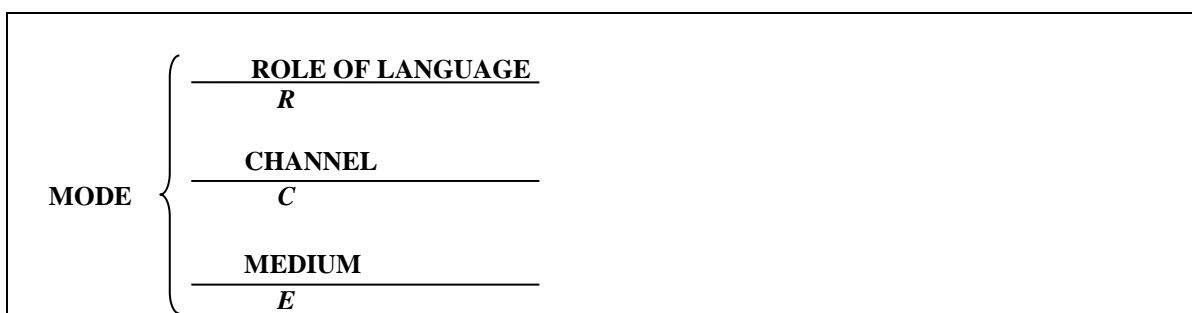 ROLE OF LANGUAGE
R
CHANNEL
MODE
C
MEDIUM
E